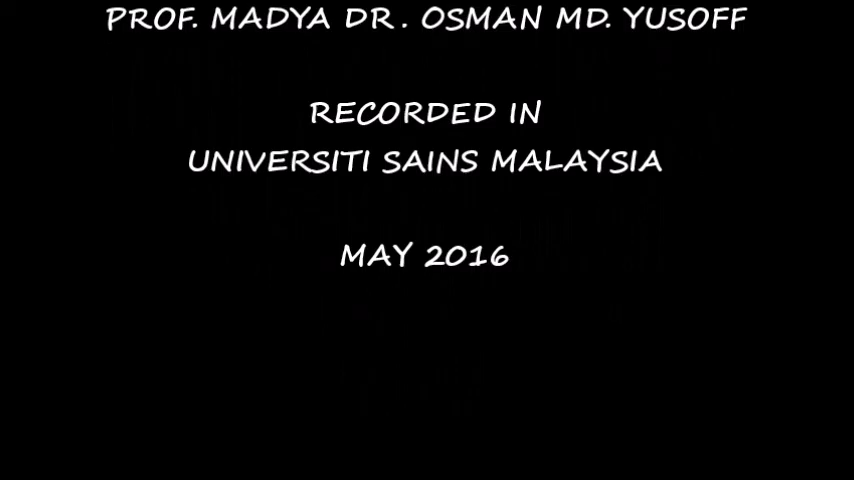 PROF. MADYA DR. OSMAN MD. YUSOFF
RECORDED IN
UNIVERSITI SAINS MALAYSIA
MAY 2016